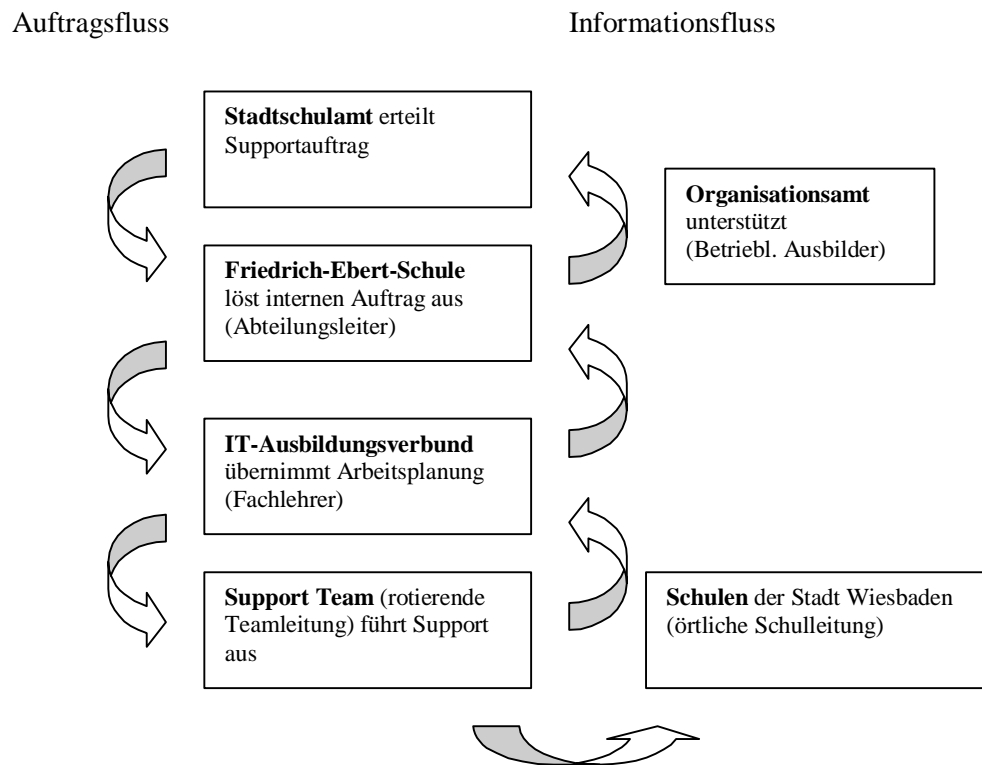 Auftragsfluss
Informationsfluss
Stadtschulamt erteilt
Supportauftrag
Organisationsamt
unterstützt
(Betriebl. Ausbilder)
Friedrich-Ebert-Schule
löst internen Auftrag aus
(Abteilungsleiter)
IT-Ausbildungsverbund
übernimmt Arbeitsplanung
(Fachlehrer)
Support Team (rotierende
Teamleitung) führt Support
aus
Schulen der Stadt Wiesbaden
(örtliche Schulleitung)